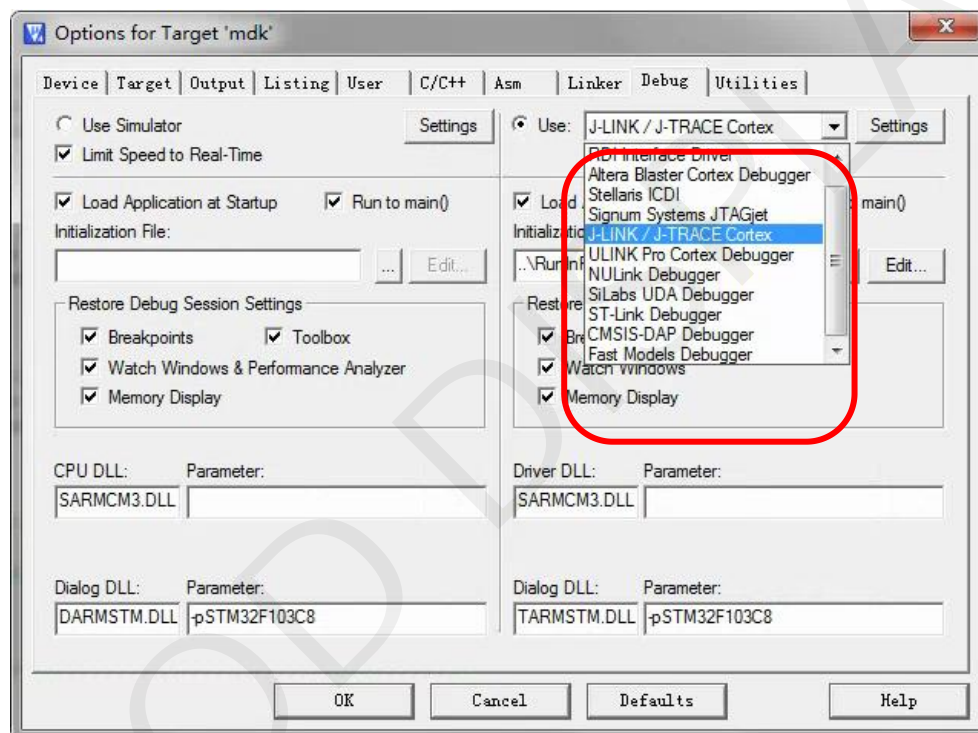 Options for Target 'mdk'
Device Target Output Listing User C/C++ Asm Linker Debug Utilities
Use Simulator Settings
Limit Speed to Real-Time
Use: J-LINK / J-TRACE Cortex Settings
RDI Interface Driver
Altera Blaster Cortex Debugger
Stellaris ICDI
Signum Systems JTAGjet
J-LINK / J-TRACE Cortex
ULINK Pro Cortex Debugger
NULink Debugger
SiLabs UDA Debugger
ST-Link Debugger
CMSIS-DAP Debugger
Fast Models Debugger
Load Application at Startup Run to main()
Initialization File:
... Edit...
Restore Debug Session Settings
Breakpoints Toolbox
Watch Windows & Performance Analyzer
Memory Display
main()
Edit...
Watch Windows
Memory Display
CPU DLL: Parameter:
SARMCM3.DLL
Driver DLL: Parameter:
SARMCM3.DLL
Dialog DLL: Parameter:
DARMSTM.DLL -pSTM32F103C8
Dialog DLL: Parameter:
TARMSTM.DLL -pSTM32F103C8
OK Cancel Defaults Help